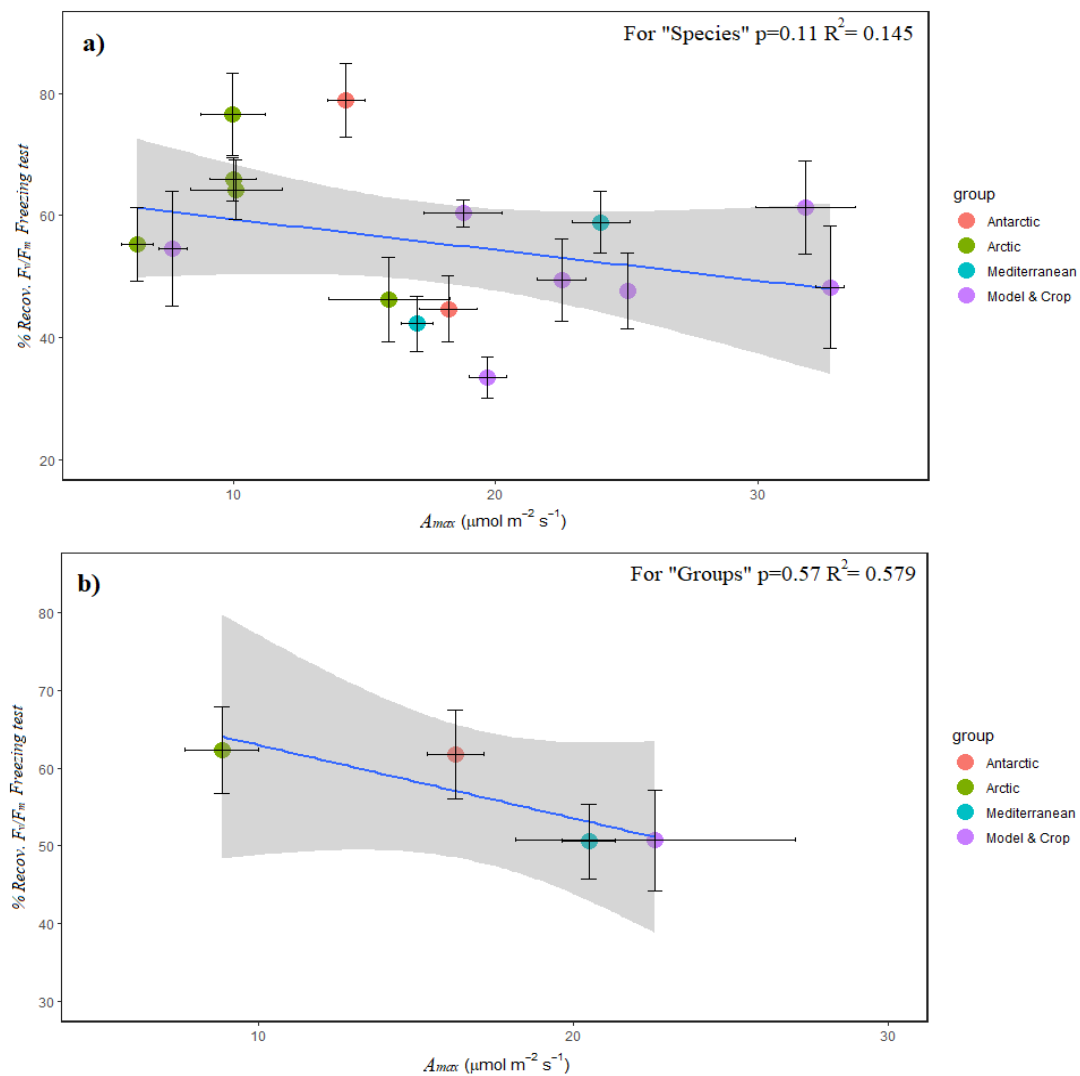 a)
For "Species" p=0.11 R²= 0.145
80
60
40
20
% Recov. Fᵥ/Fₘ Freezing test
10
20
30
Amax (μmol m⁻² s⁻¹)
group
Antarctic
Arctic
Mediterranean
Model & Crop
b)
For "Groups" p=0.57 R²= 0.579
80
70
60
50
40
30
% Recov. Fᵥ/Fₘ Freezing test
10
20
30
Amax (μmol m⁻² s⁻¹)
group
Antarctic
Arctic
Mediterranean
Model & Crop